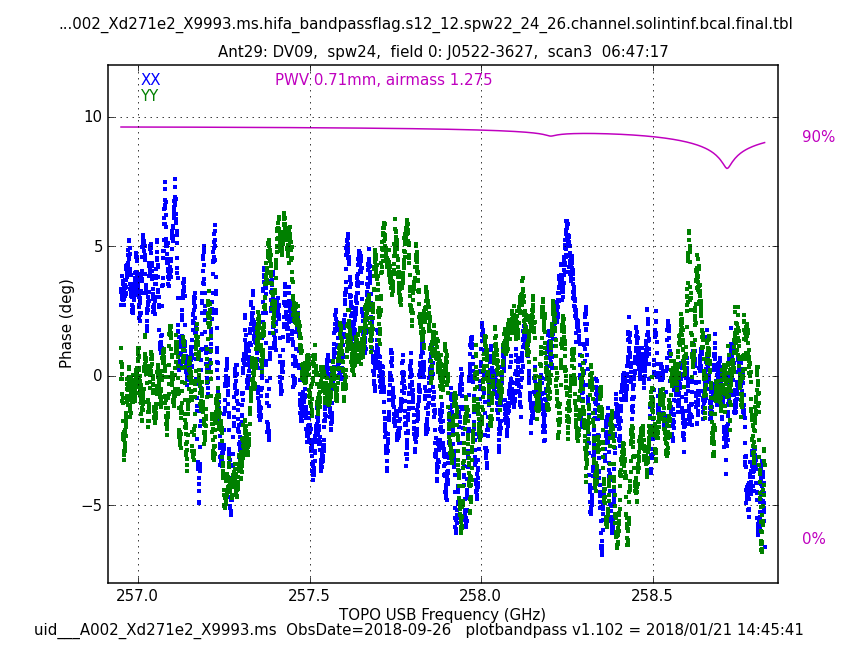 ...002_Xd271e2_X9993.ms.hifa_bandpassflag.s12_12.spw22_24_26.channel.solintinf.bcal.final.tbl
Ant29: DV09, spw24, field 0: J0522-3627, scan3 06:47:17
XX
PWV 0.71mm, airmass 1.275
YY
10
90%
5
Phase (deg)
0
−5
0%
257.0 257.5 258.0 258.5
TOPO USB Frequency (GHz)
uid___A002_Xd271e2_X9993.ms ObsDate=2018-09-26 plotbandpass v1.102 = 2018/01/21 14:45:41